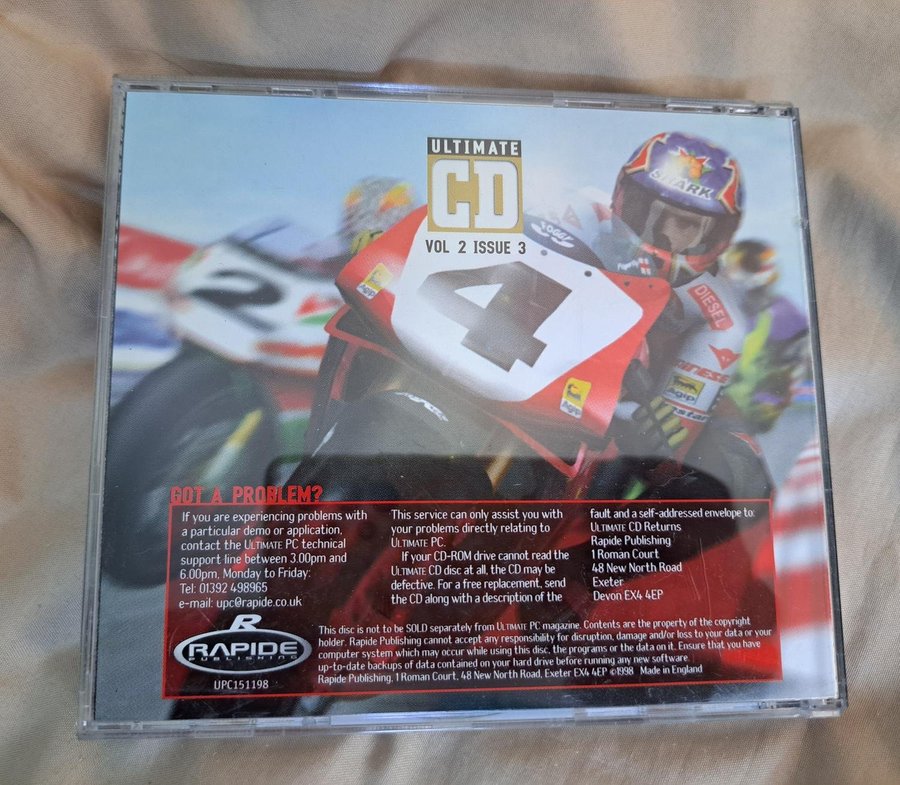 ULTIMATE
CD
VOL 2 ISSUE 3
SHARK
FOGGY
DIESEL
2
4
Agip
Agip
Agip
GOT A PROBLEM?
If you are experiencing problems with
a particular demo or application,
contact the ULTIMATE PC technical
support line between 3.00pm and
6.00pm, Monday to Friday:
Tel: 01392 498965
e-mail: upc@rapide.co.uk
This service can only assist you with
your problems directly relating to
ULTIMATE PC.
If your CD-ROM drive cannot read the
ULTIMATE CD disc at all, the CD may be
defective. For a free replacement, send
the CD along with a description of the
fault and a self-addressed envelope to:
ULTIMATE CD Returns
Rapide Publishing
1 Roman Court
48 New North Road
Exeter
Devon EX4 4EP
R
RAPIDE
PUBLISHING
UPC151198
This disc is not to be SOLD separately from ULTIMATE PC magazine. Contents are the property of the copyright
holder. Rapide Publishing cannot accept any responsibility for disruption, damage and/or loss to your data or your
computer system which may occur while using this disc, the programs or the data on it. Ensure that you have
up-to-date backups of data contained on your hard drive before running any new software.
Rapide Publishing, 1 Roman Court, 48 New North Road, Exeter EX4 4EP ©1998 Made in England